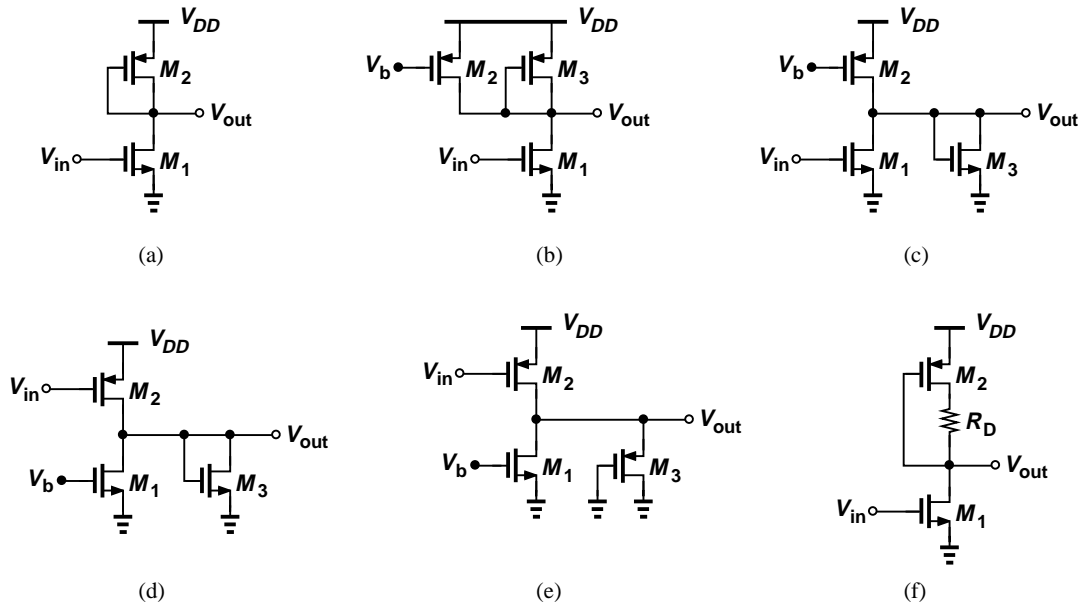 V_DD
M_2
V_out
V_in
M_1
(a)
V_DD
V_b
M_2
M_3
V_out
V_in
M_1
(b)
V_DD
V_b
M_2
V_out
V_in
M_1
M_3
(c)
V_DD
V_in
M_2
V_out
V_b
M_1
M_3
(d)
V_DD
V_in
M_2
V_out
V_b
M_1
M_3
(e)
V_DD
M_2
R_D
V_out
V_in
M_1
(f)